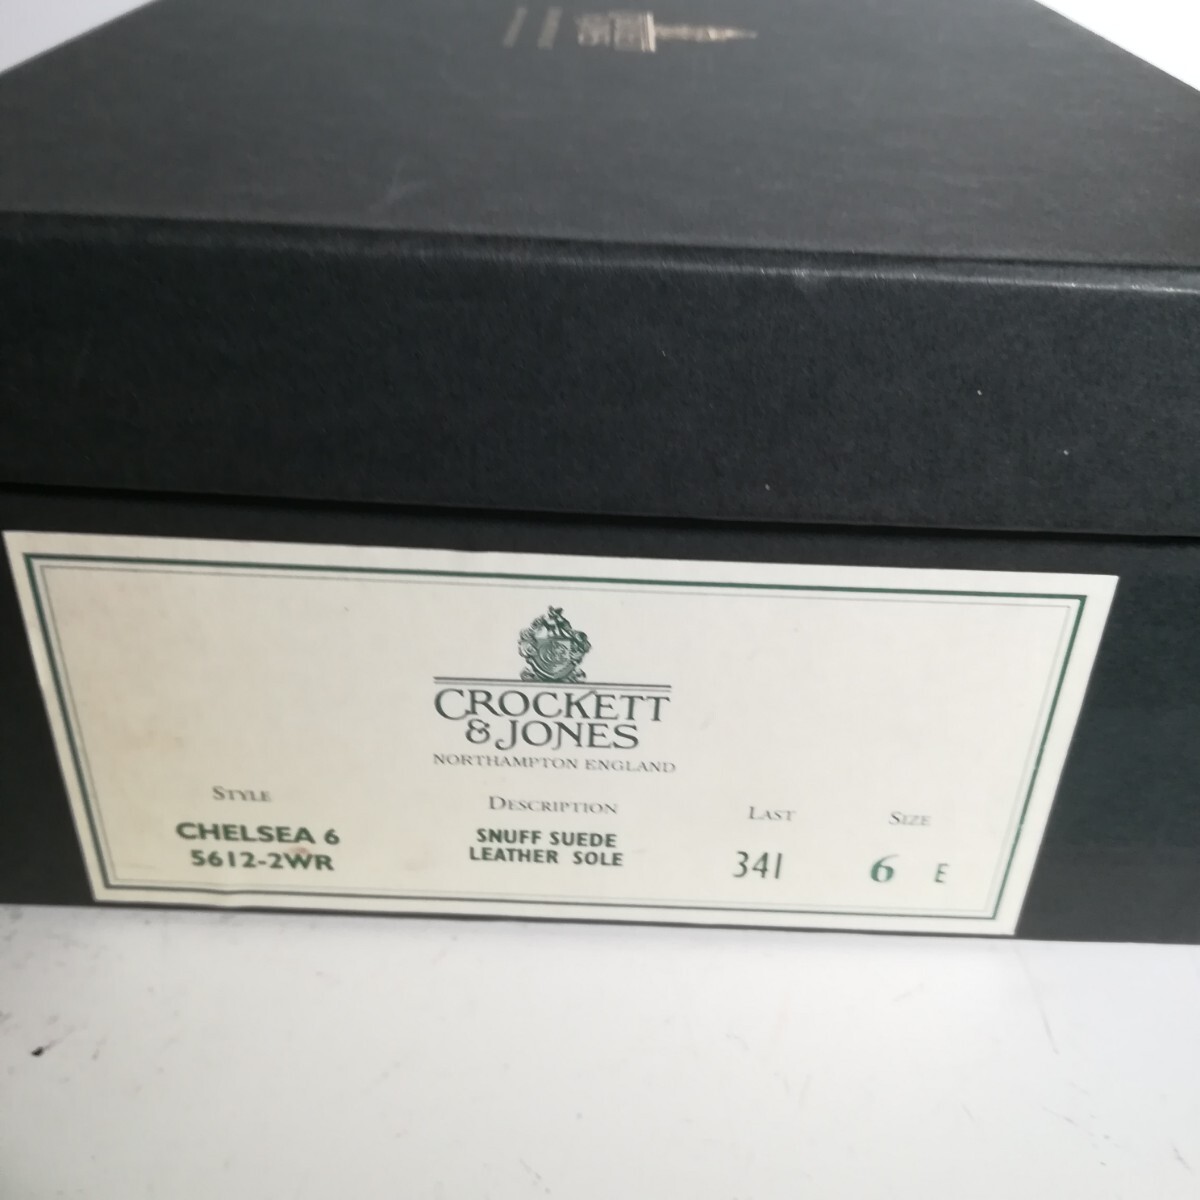 CROCKETT
& JONES
NORTHAMPTON ENGLAND
STYLE DESCRIPTION LAST SIZE
CHELSEA 6 SNUFF SUEDE
5612-2WR LEATHER SOLE 341 6 E